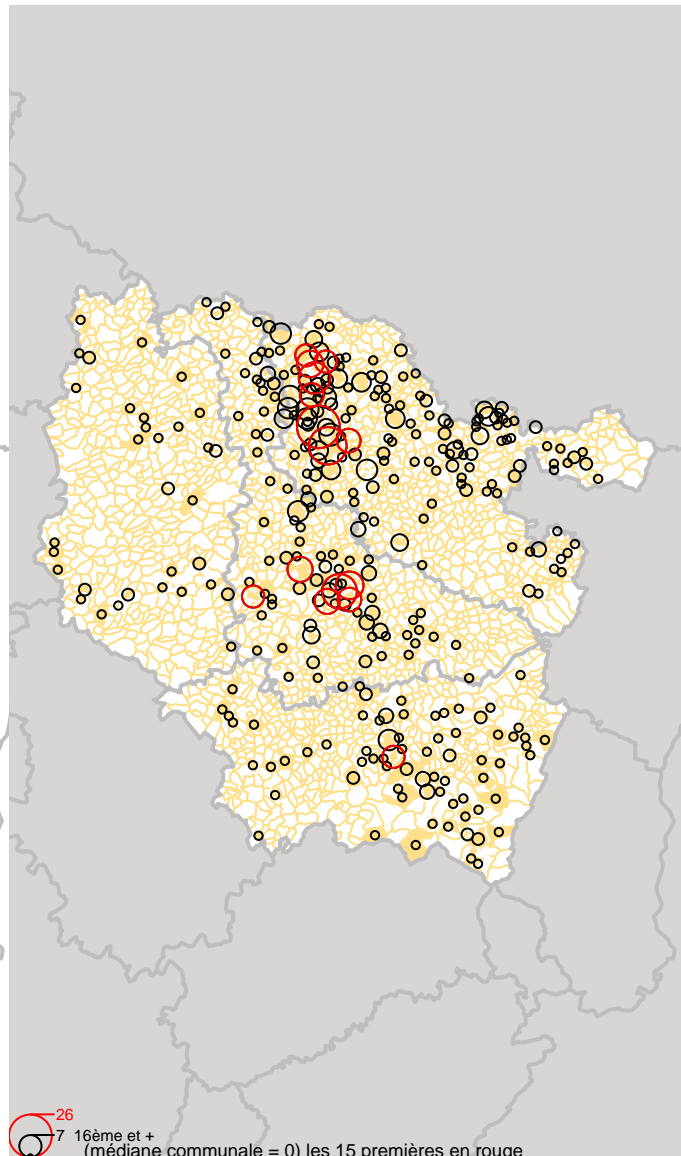 26
7 16ème et +
(médiane communale = 0) les 15 premières en rouge